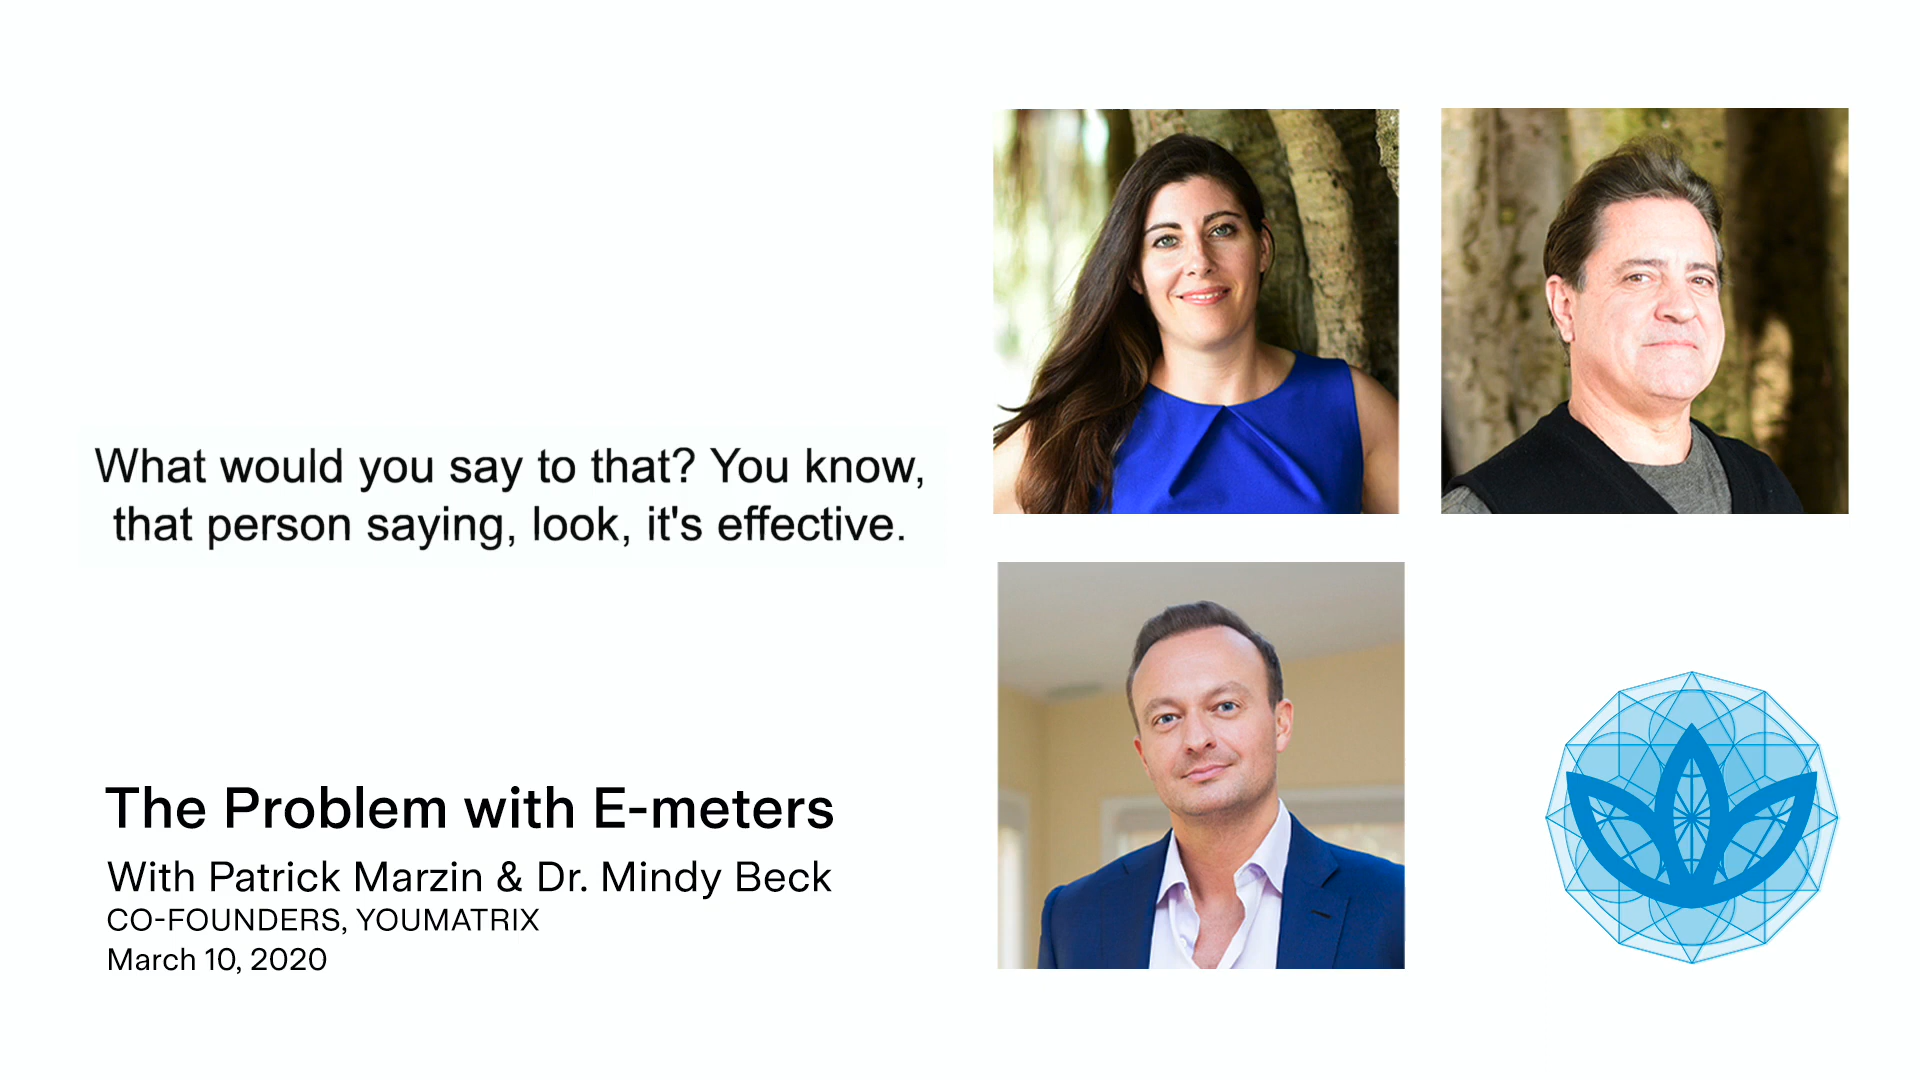 What would you say to that? You know,
that person saying, look, it's effective.
The Problem with E-meters
With Patrick Marzin & Dr. Mindy Beck
CO-FOUNDERS, YOUMATRIX
March 10, 2020